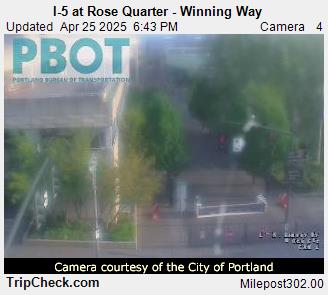 I-5 at Rose Quarter - Winning Way
Updated Apr 25 2025 6:43 PM Camera 4
PBOT
PORTLAND BUREAU OF TRANSPORTATION
Camera courtesy of the City of Portland
TripCheck.com Milepost302.00